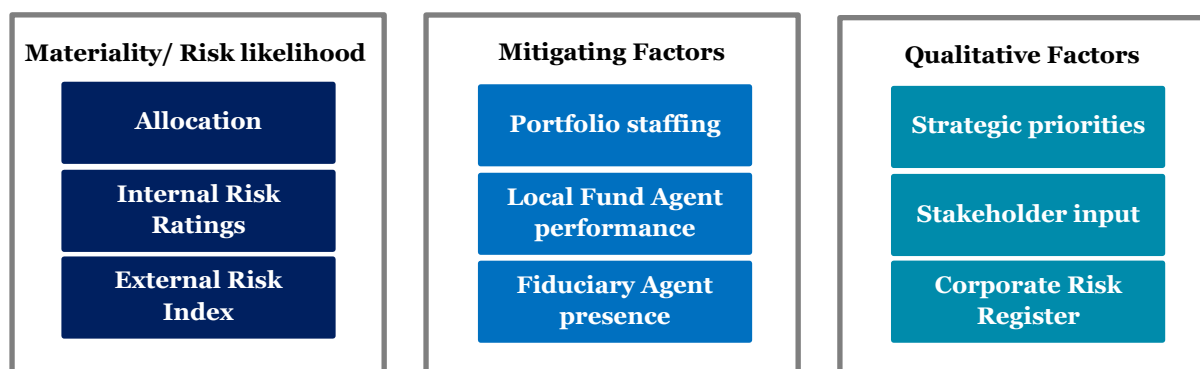 Materiality/ Risk likelihood
Allocation
Internal Risk
Ratings
External Risk
Index
Mitigating Factors
Portfolio staffing
Local Fund Agent
performance
Fiduciary Agent
presence
Qualitative Factors
Strategic priorities
Stakeholder input
Corporate Risk
Register